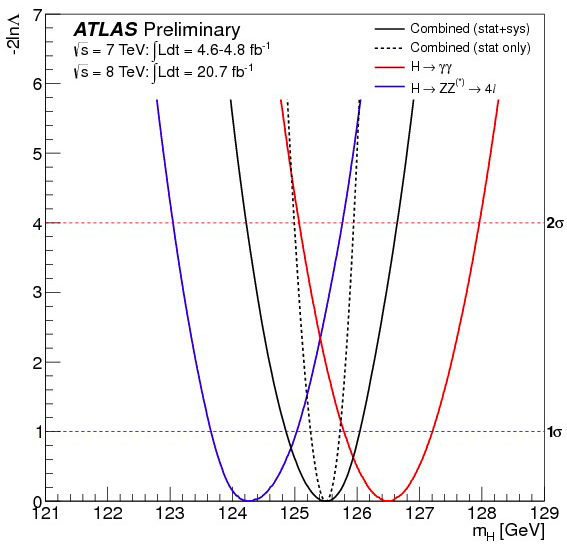 ATLAS Preliminary
√s = 7 TeV: ∫Ldt = 4.6-4.8 fb⁻¹
√s = 8 TeV: ∫Ldt = 20.7 fb⁻¹
Combined (stat+sys)
Combined (stat only)
H → γγ
H → ZZ⁽*⁾ → 4l
-2lnΛ
7
6
5
4
3
2
1
0
2σ
1σ
121 122 123 124 125 126 127 128 129
m_H [GeV]